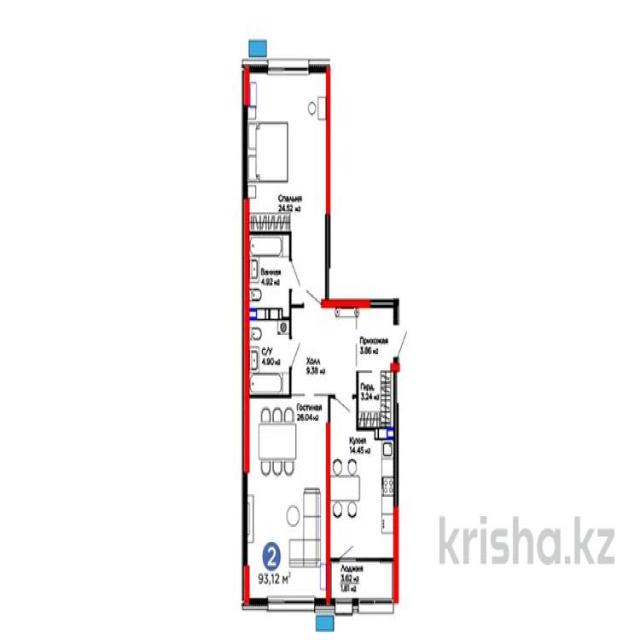 Спальня
24.52 м2
Ванная
4.92 м2
С/У
4.90 м2
Холл
9.38 м2
Прихожая
3.86 м2
Гард.
3.24 м2
Гостиная
26.04 м2
Кухня
14.45 м2
2
93,12 м²
Лоджия
3.62 м2
1.81 м2
krisha.kz